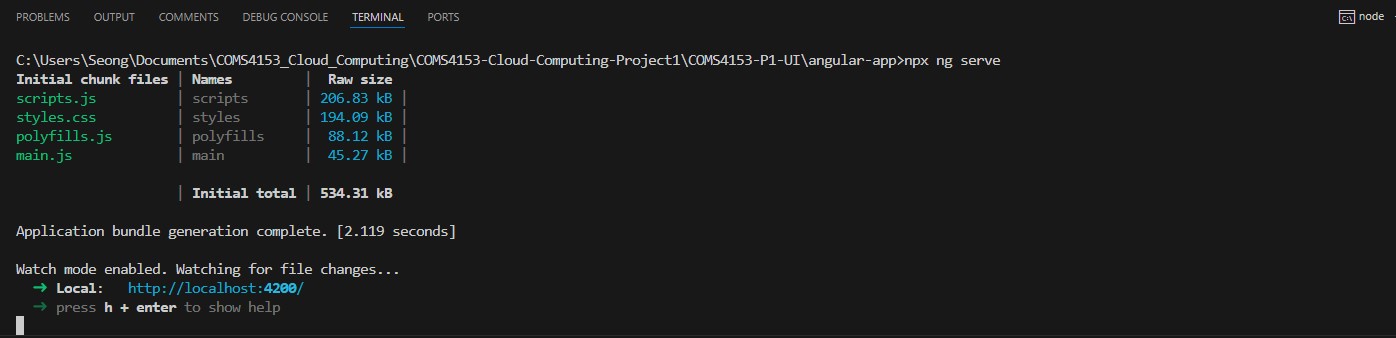 PROBLEMS OUTPUT COMMENTS DEBUG CONSOLE TERMINAL PORTS node
C:\Users\Seong\Documents\COMS4153_Cloud_Computing\COMS4153-Cloud-Computing-Project1\COMS4153-P1-UI\angular-app>npx ng serve
Initial chunk files | Names | Raw size
scripts.js | scripts | 206.83 kB |
styles.css | styles | 194.09 kB |
polyfills.js | polyfills | 88.12 kB |
main.js | main | 45.27 kB |
| Initial total | 534.31 kB
Application bundle generation complete. [2.119 seconds]
Watch mode enabled. Watching for file changes...
➜ Local: http://localhost:4200/
➜ press h + enter to show help